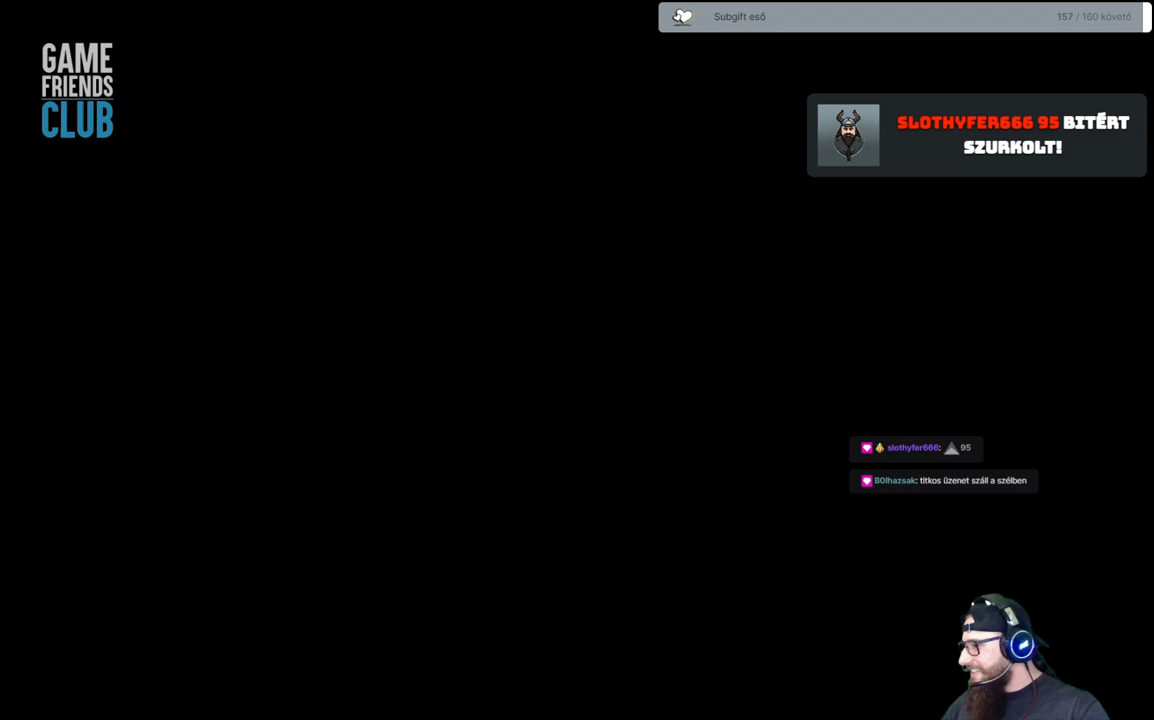 Subgift eső
157 / 160 követő
GAME
FRIENDS
CLUB
SLOTHYFER666 95 BITÉRT
SZURKOLT!
slothyfer666: 95
B0lhazsak: titkos üzenet száll a szélben